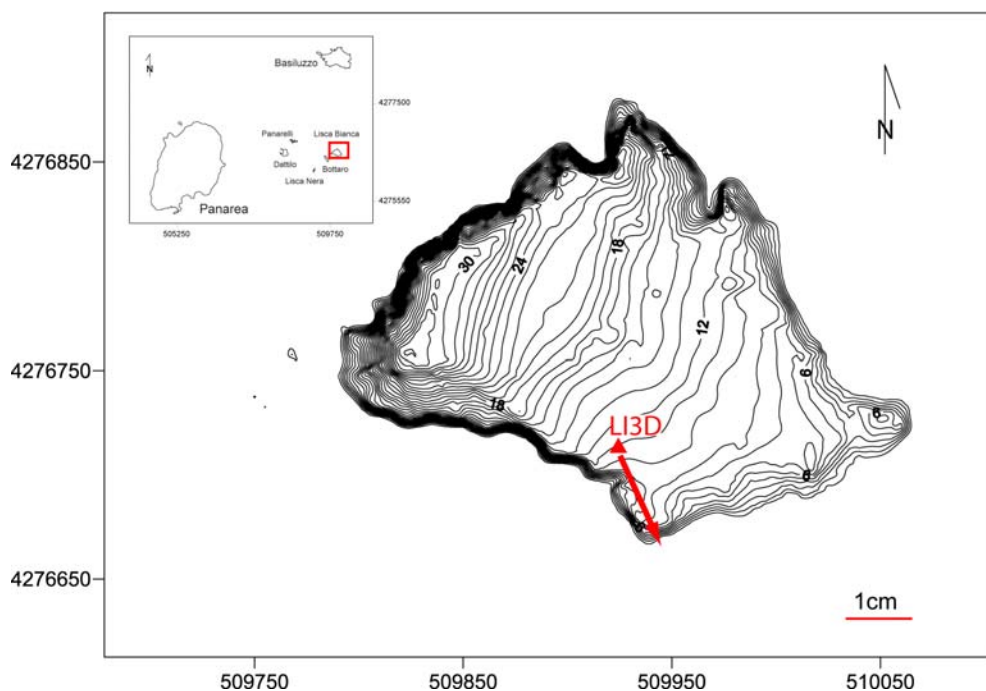 N
Basiluzzo
4277500
Panarelli
Lisca Bianca
Dattilo
Bottaro
Lisca Nera
4275550
Panarea
505250
509750
N
4276850
4276750
4276650
30
24
18
12
18
6
6
6
LI3D
1cm
509750
509850
509950
510050